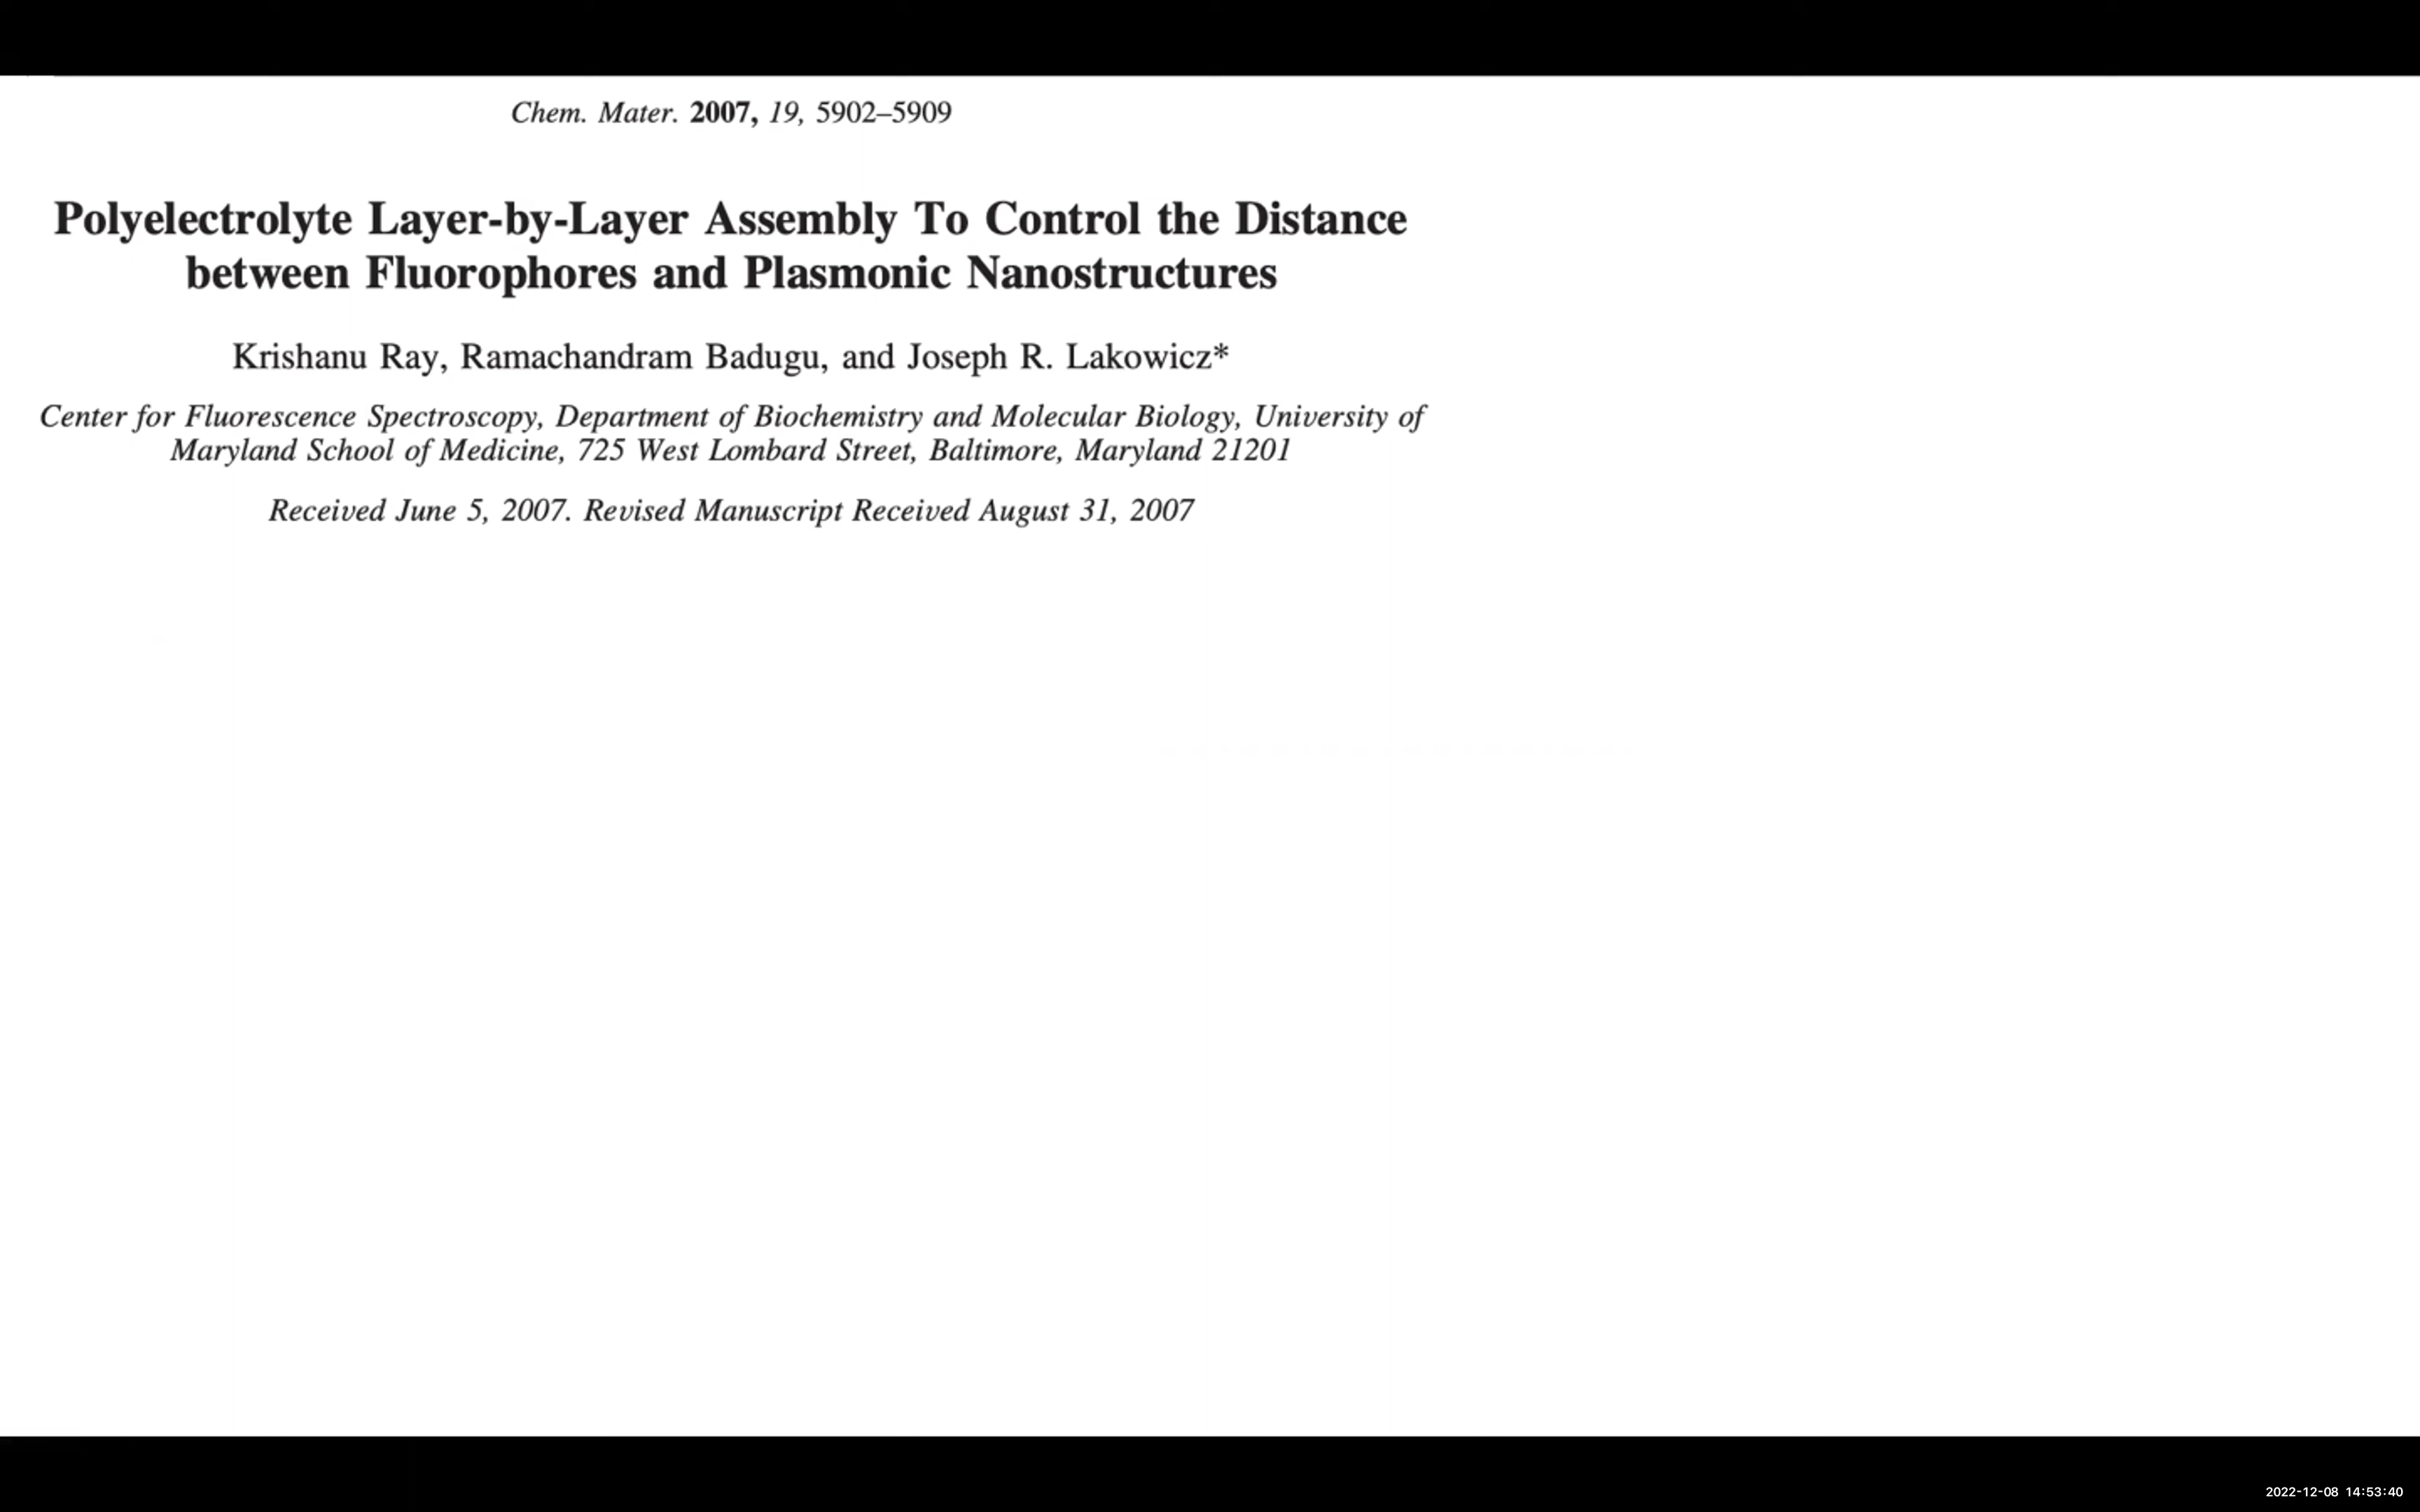 Chem. Mater. 2007, 19, 5902–5909
Polyelectrolyte Layer-by-Layer Assembly To Control the Distance
between Fluorophores and Plasmonic Nanostructures
Krishanu Ray, Ramachandram Badugu, and Joseph R. Lakowicz*
Center for Fluorescence Spectroscopy, Department of Biochemistry and Molecular Biology, University of
Maryland School of Medicine, 725 West Lombard Street, Baltimore, Maryland 21201
Received June 5, 2007. Revised Manuscript Received August 31, 2007
2022-12-08 14:53:40